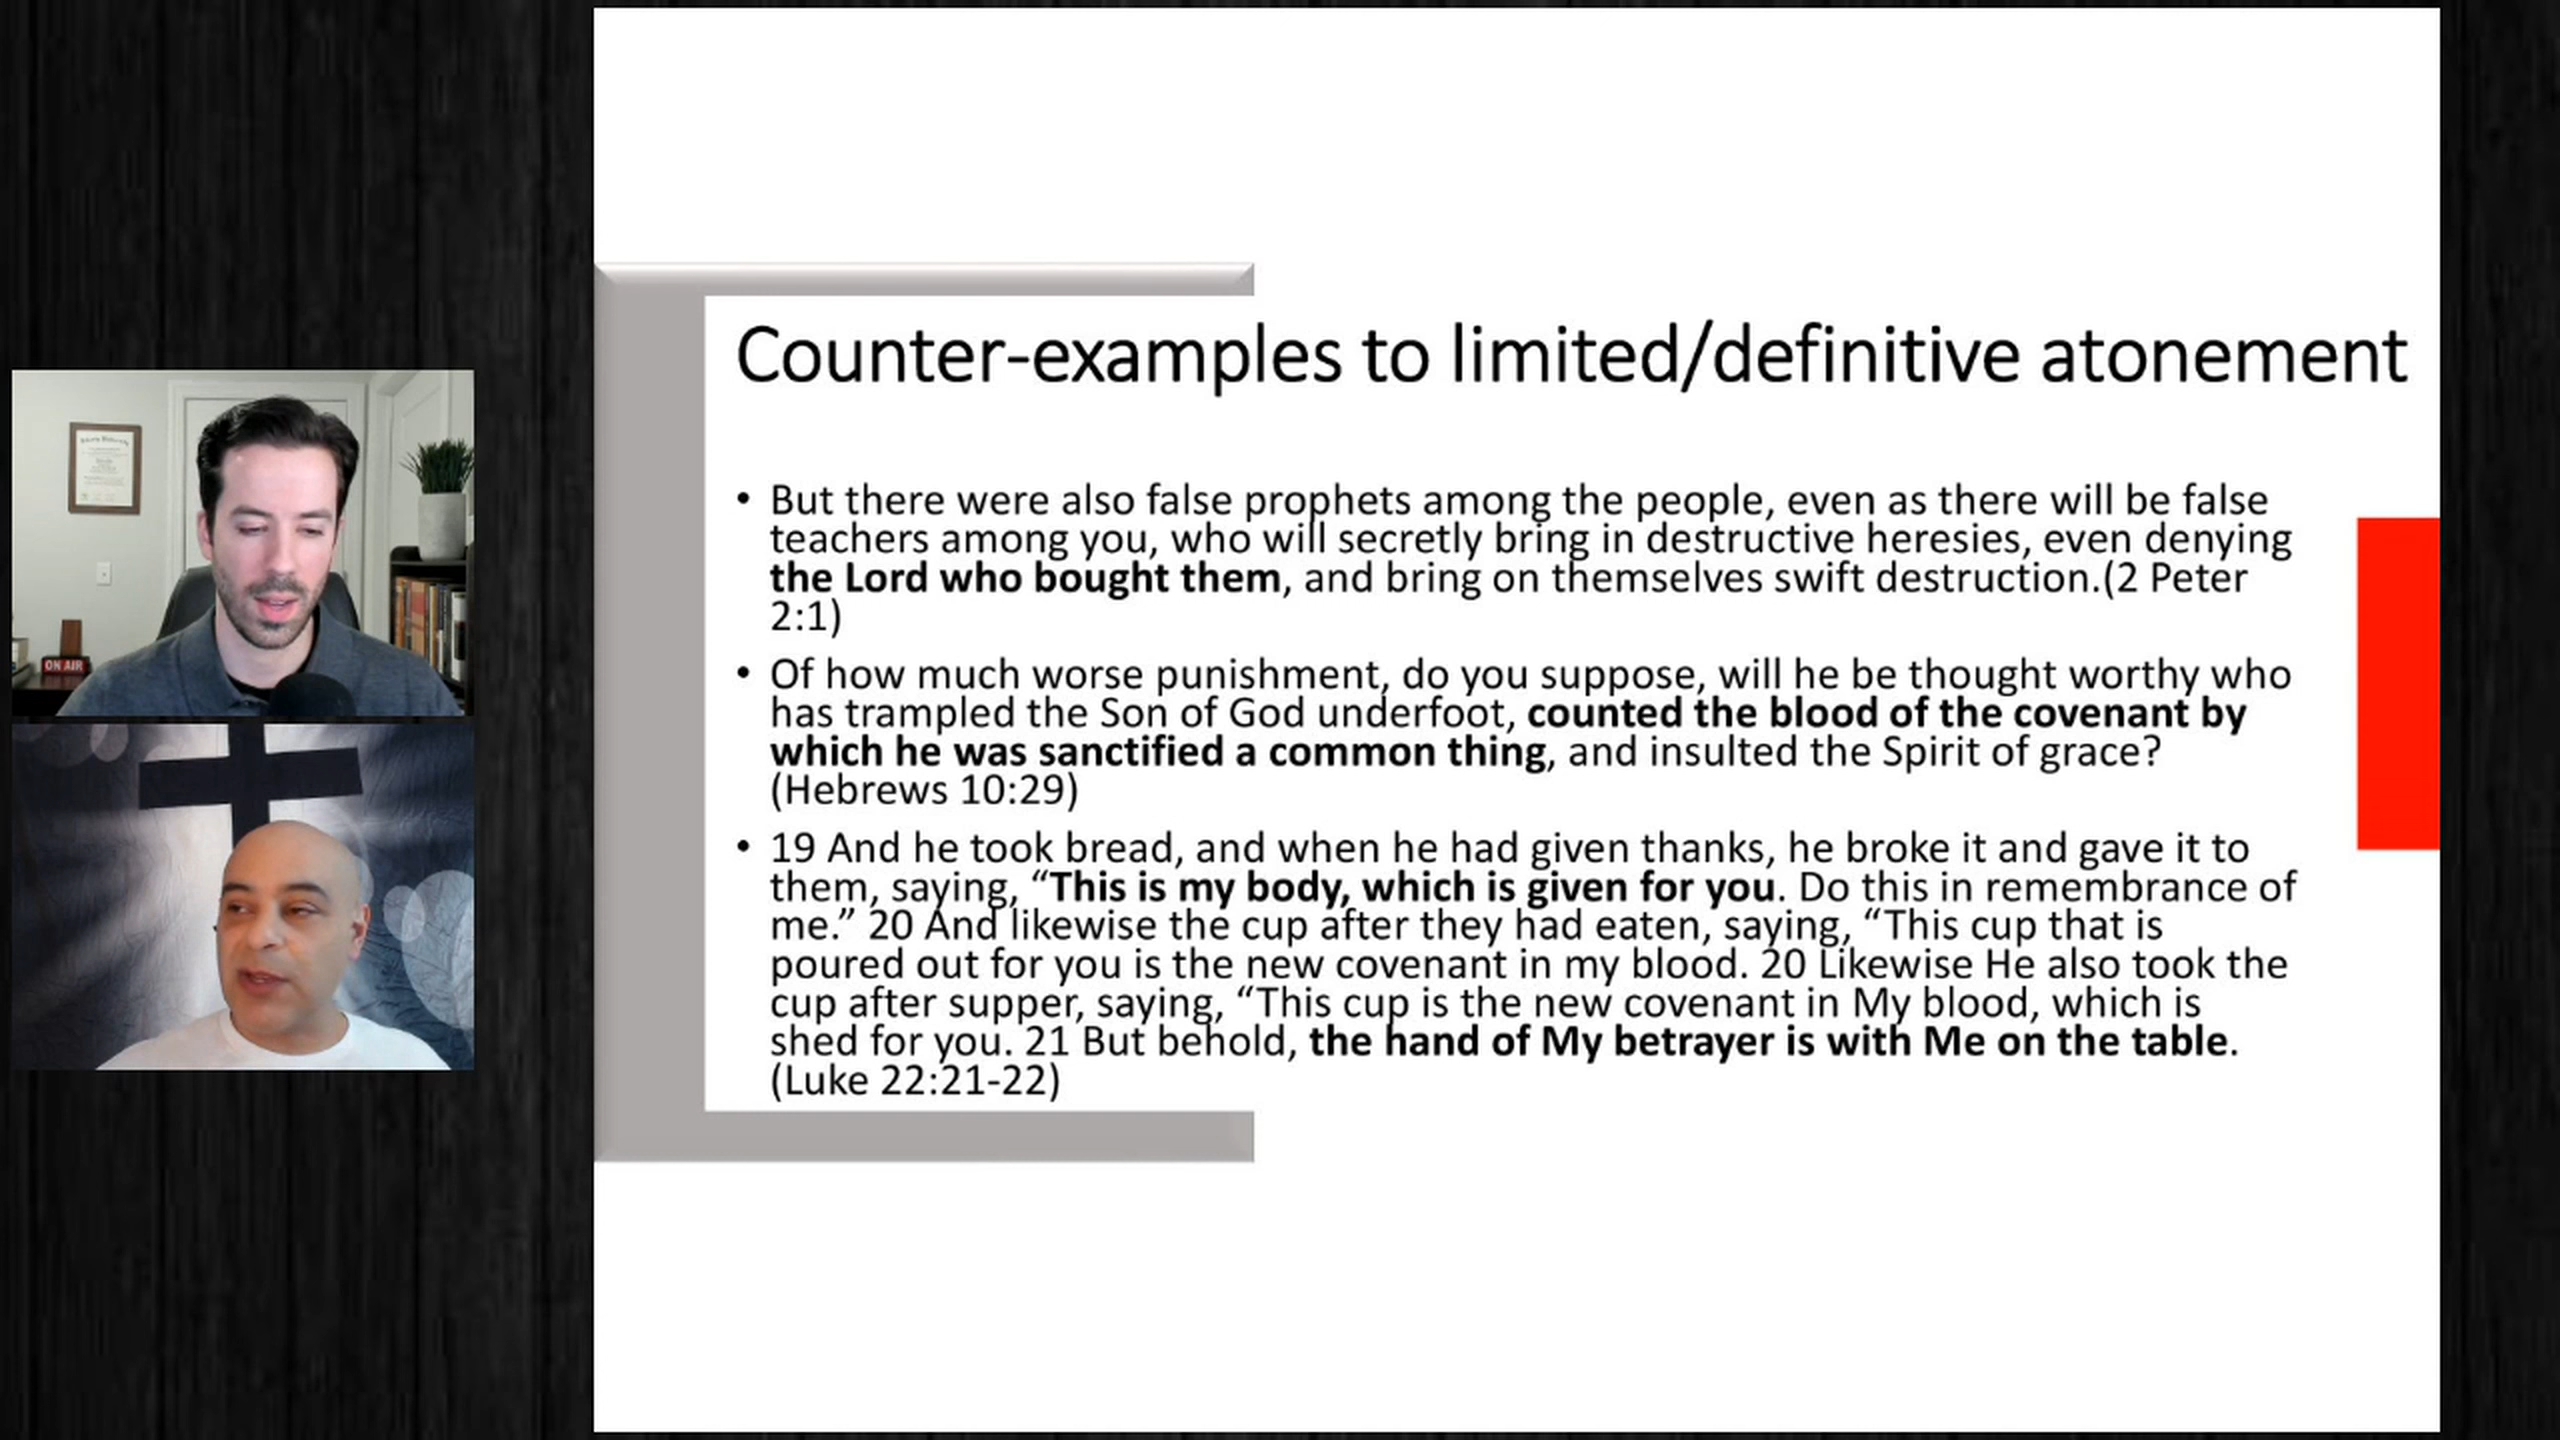 Counter-examples to limited/definitive atonement
• But there were also false prophets among the people, even as there will be false
teachers among you, who will secretly bring in destructive heresies, even denying
the Lord who bought them, and bring on themselves swift destruction.(2 Peter
2:1)
• Of how much worse punishment, do you suppose, will he be thought worthy who
has trampled the Son of God underfoot, counted the blood of the covenant by
which he was sanctified a common thing, and insulted the Spirit of grace?
(Hebrews 10:29)
• 19 And he took bread, and when he had given thanks, he broke it and gave it to
them, saying, “This is my body, which is given for you. Do this in remembrance of
me.” 20 And likewise the cup after they had eaten, saying, “This cup that is
poured out for you is the new covenant in my blood. 20 Likewise He also took the
cup after supper, saying, “This cup is the new covenant in My blood, which is
shed for you. 21 But behold, the hand of My betrayer is with Me on the table.
(Luke 22:21-22)
ON AIR